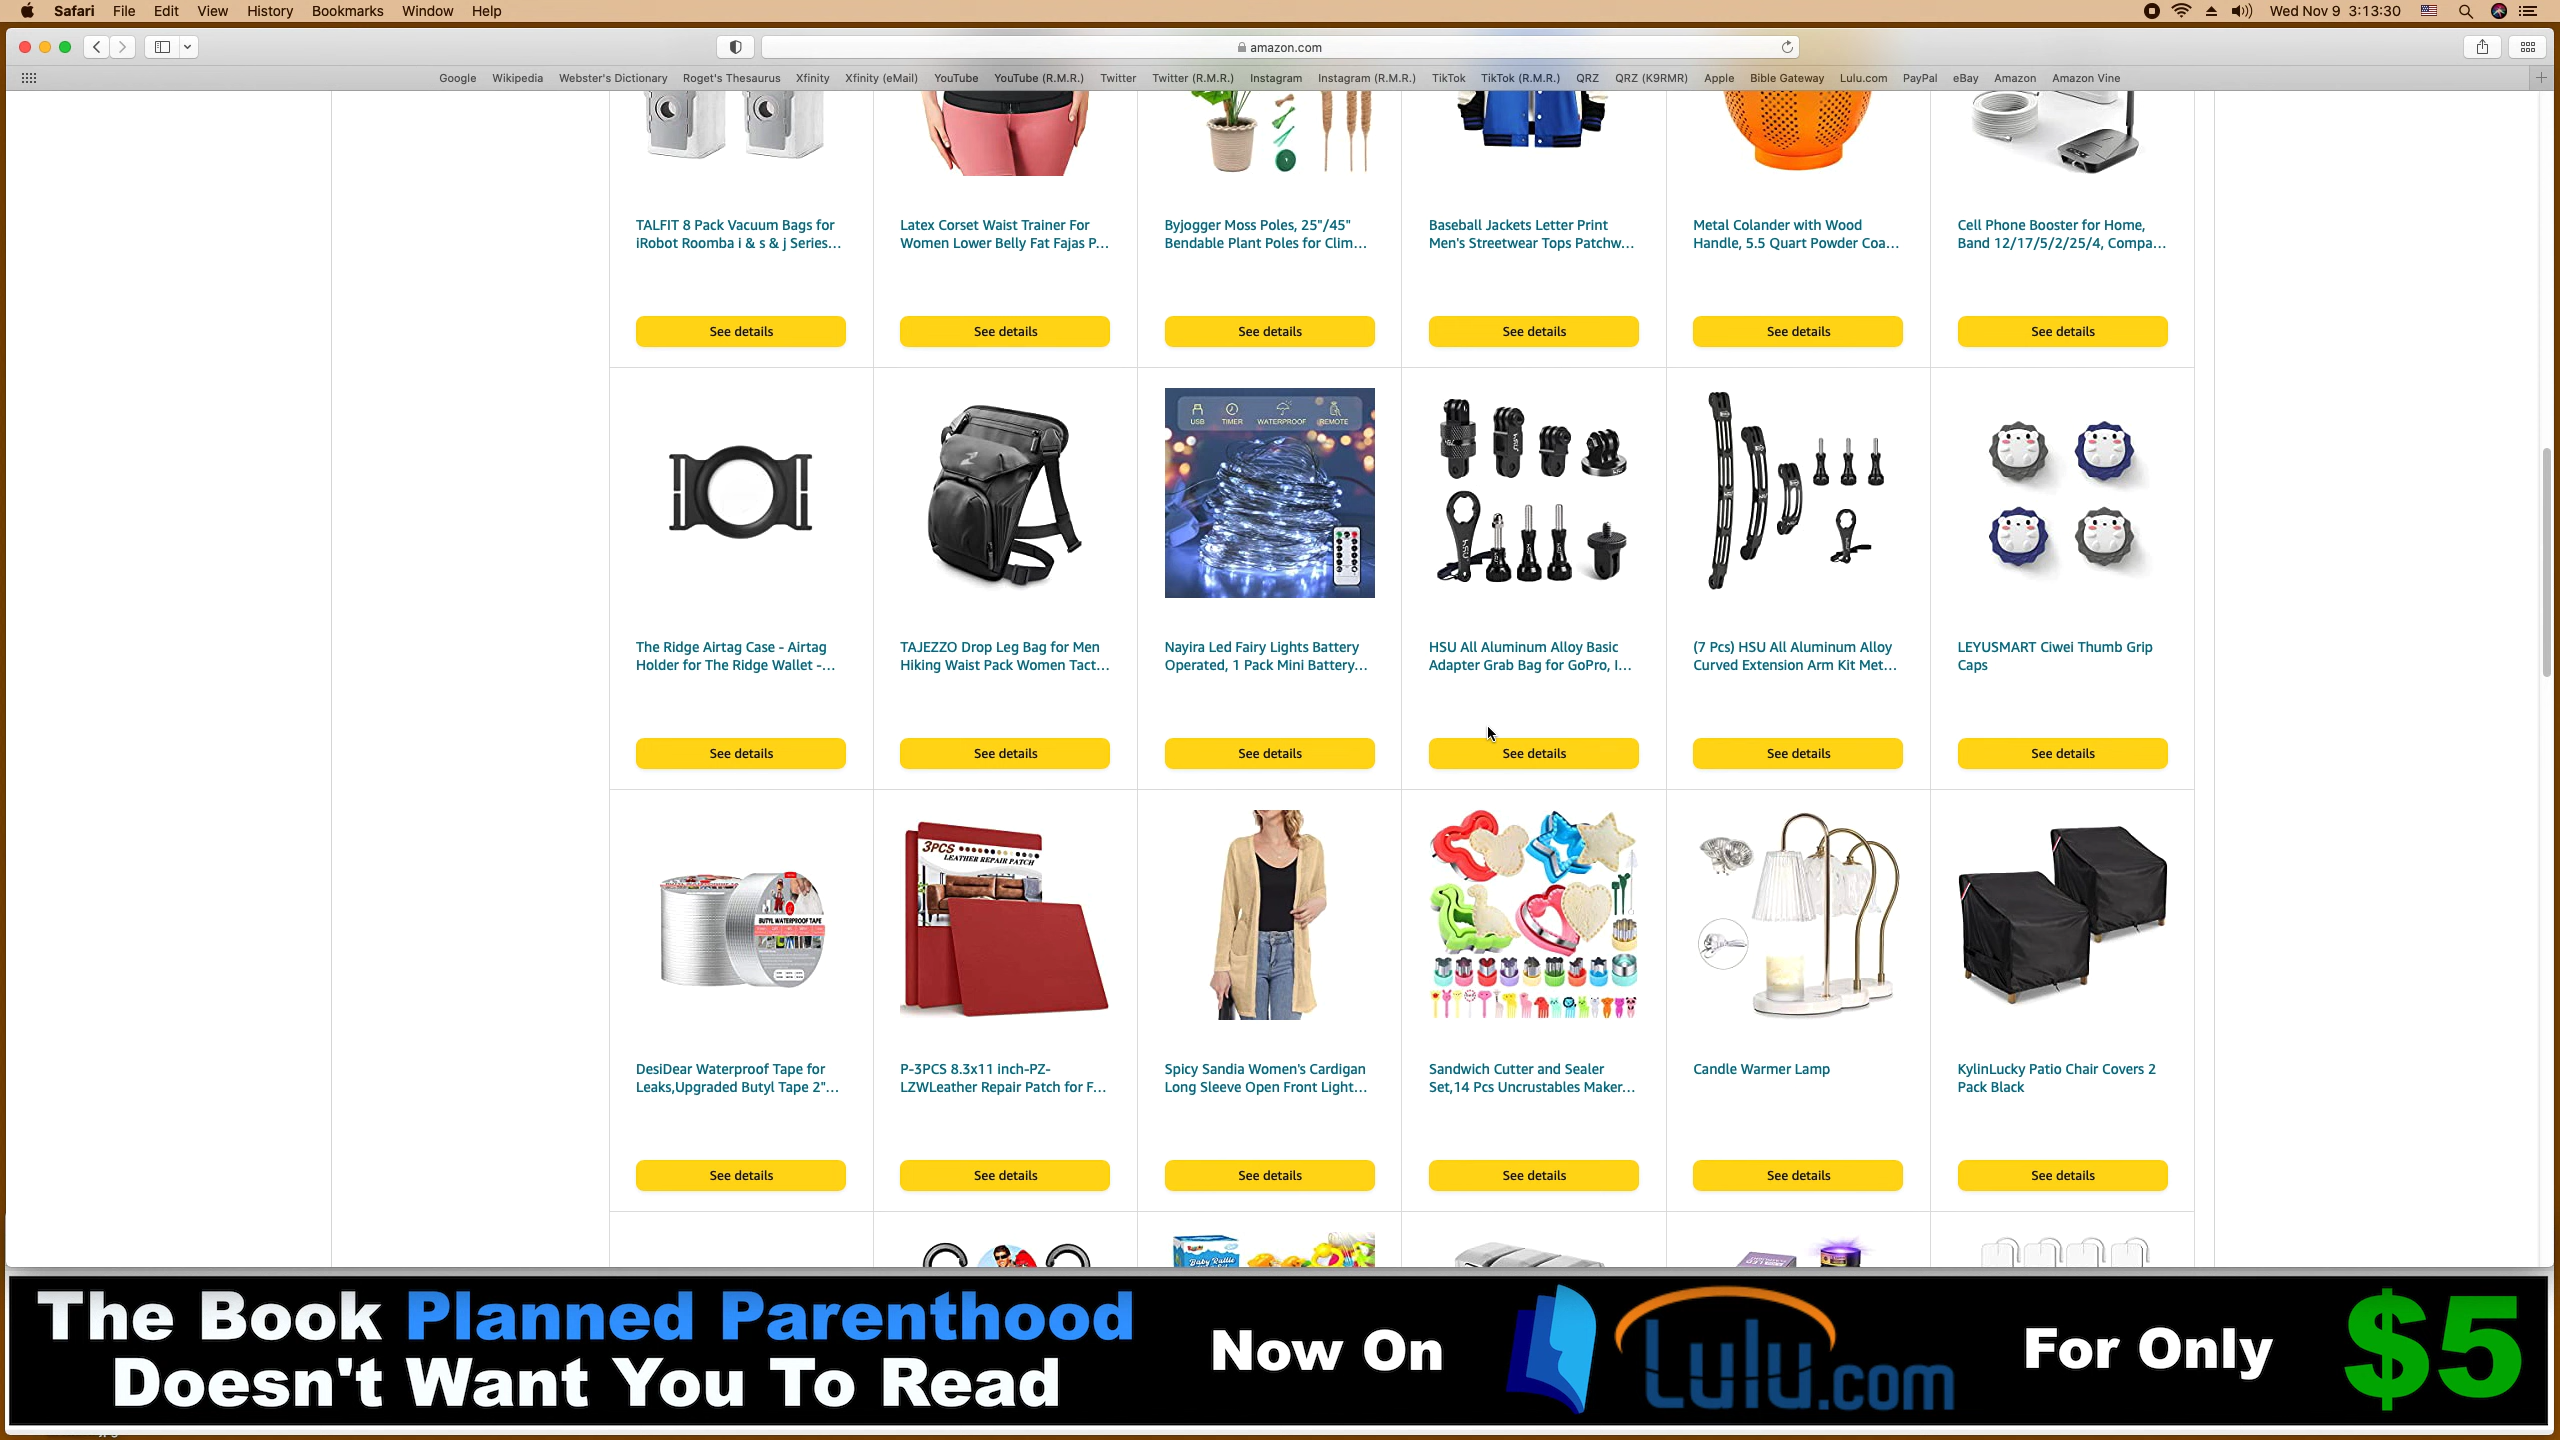 Safari File Edit View History Bookmarks Window Help Wed Nov 9 3:13:30
amazon.com
Google Wikipedia Webster's Dictionary Roget's Thesaurus Xfinity Xfinity (eMail) YouTube YouTube (R.M.R.) Twitter Twitter (R.M.R.) Instagram Instagram (R.M.R.) TikTok TikTok (R.M.R.) QRZ QRZ (K9RMR) Apple Bible Gateway Lulu.com PayPal eBay Amazon Amazon Vine
TALFIT 8 Pack Vacuum Bags for
iRobot Roomba i & s & j Series...
Latex Corset Waist Trainer For
Women Lower Belly Fat Fajas P...
Byjogger Moss Poles, 25"/45"
Bendable Plant Poles for Clim...
Baseball Jackets Letter Print
Men's Streetwear Tops Patchw...
Metal Colander with Wood
Handle, 5.5 Quart Powder Coa...
Cell Phone Booster for Home,
Band 12/17/5/2/25/4, Compa...
See details See details See details See details See details See details
USB TIMER WATERPROOF REMOTE
The Ridge Airtag Case - Airtag
Holder for The Ridge Wallet -...
TAJEZZO Drop Leg Bag for Men
Hiking Waist Pack Women Tact...
Nayira Led Fairy Lights Battery
Operated, 1 Pack Mini Battery...
HSU All Aluminum Alloy Basic
Adapter Grab Bag for GoPro, I...
(7 Pcs) HSU All Aluminum Alloy
Curved Extension Arm Kit Met...
LEYUSMART Ciwei Thumb Grip
Caps
See details See details See details See details See details See details
BUTYL WATERPROOF TAPE
3PCS
LEATHER REPAIR PATCH
DesiDear Waterproof Tape for
Leaks,Upgraded Butyl Tape 2"...
P-3PCS 8.3x11 inch-PZ-
LZWLeather Repair Patch for F...
Spicy Sandia Women's Cardigan
Long Sleeve Open Front Light...
Sandwich Cutter and Sealer
Set,14 Pcs Uncrustables Maker...
Candle Warmer Lamp
KylinLucky Patio Chair Covers 2
Pack Black
See details See details See details See details See details See details
Baby Rattle
The Book Planned Parenthood
Doesn't Want You To Read
Now On
Lulu.com
For Only
$5